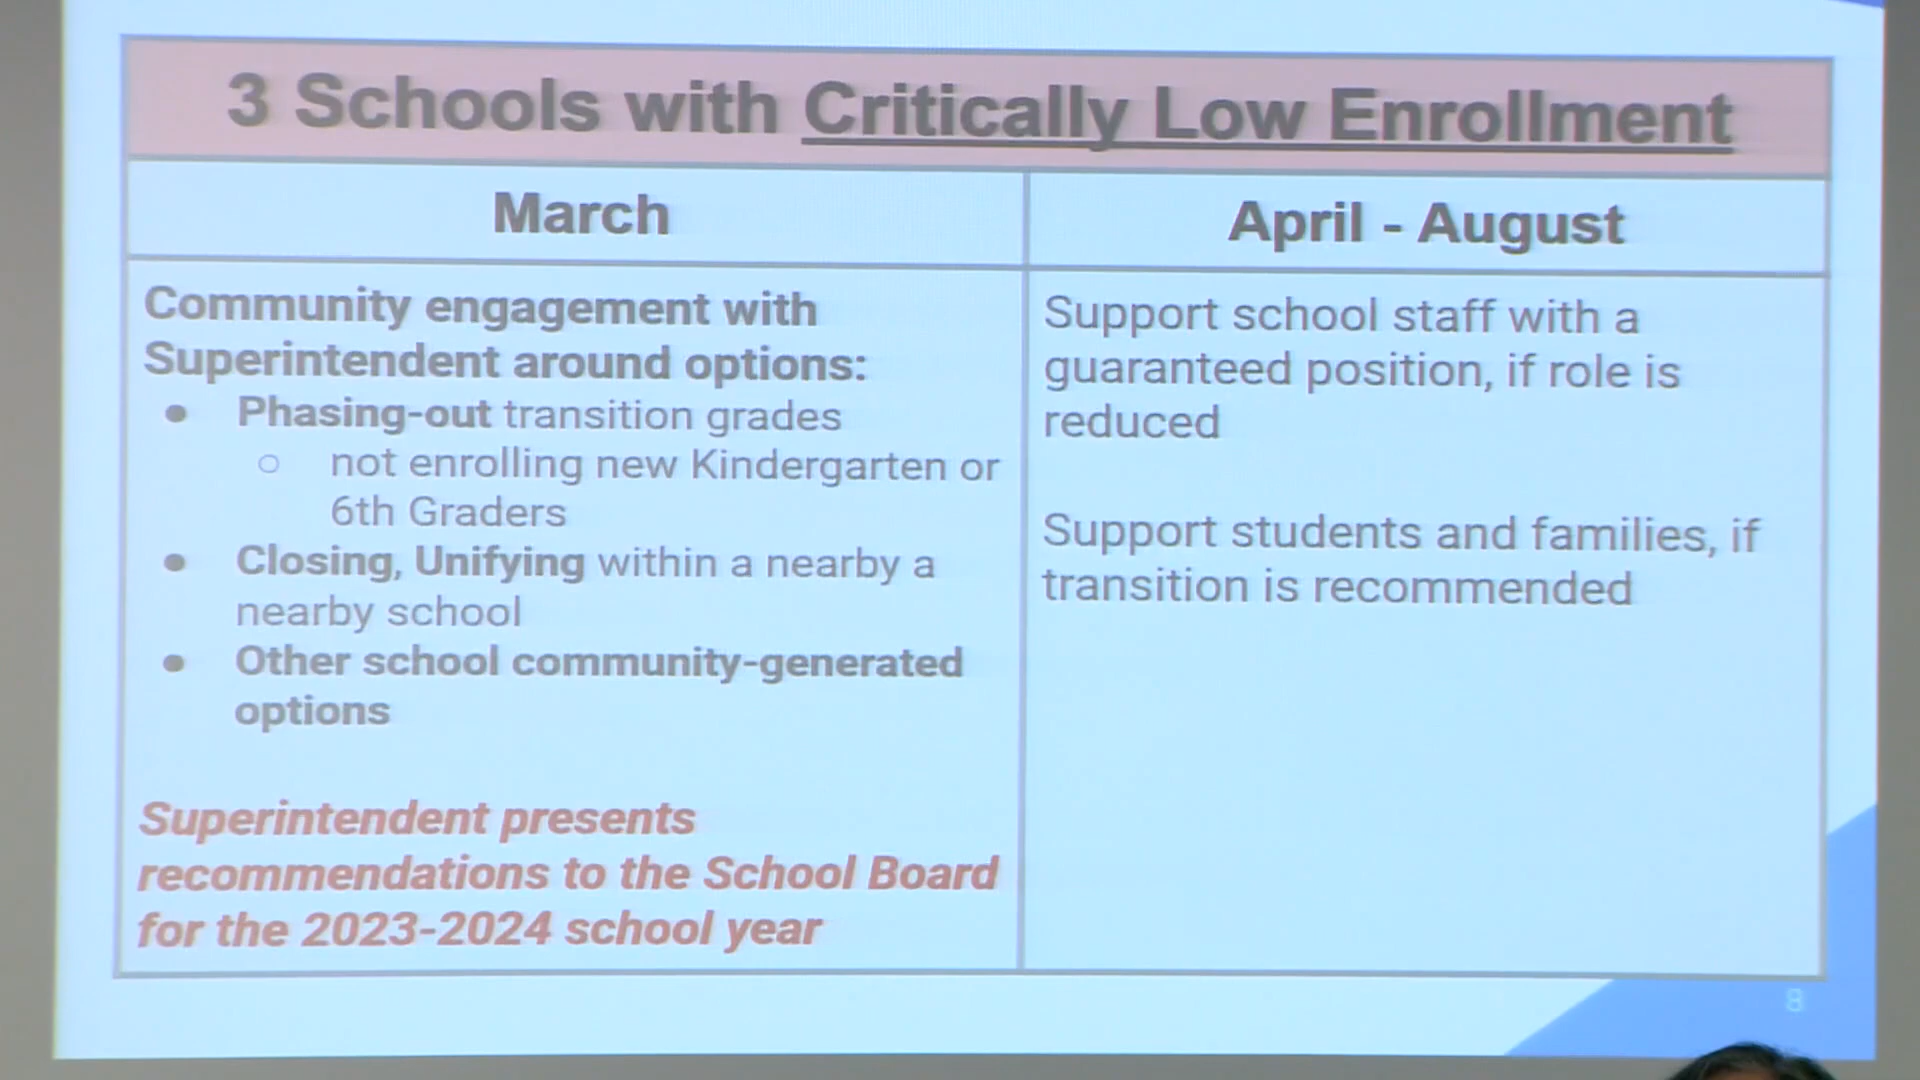 3 Schools with Critically Low Enrollment
March
April - August
Community engagement with
Superintendent around options:
● Phasing-out transition grades
○ not enrolling new Kindergarten or
6th Graders
● Closing, Unifying within a nearby a
nearby school
● Other school community-generated
options
Superintendent presents
recommendations to the School Board
for the 2023-2024 school year
Support school staff with a
guaranteed position, if role is
reduced
Support students and families, if
transition is recommended
8